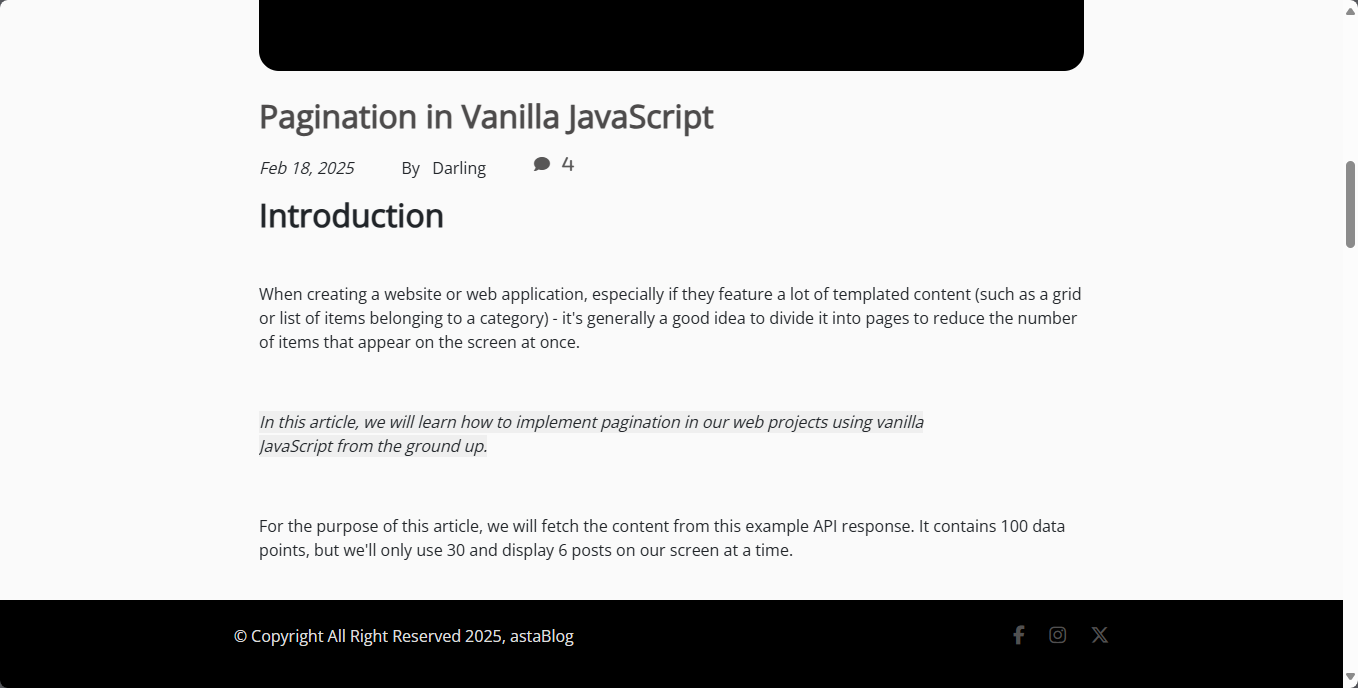 Pagination in Vanilla JavaScript
Feb 18, 2025 By Darling 4
Introduction
When creating a website or web application, especially if they feature a lot of templated content (such as a grid
or list of items belonging to a category) - it's generally a good idea to divide it into pages to reduce the number
of items that appear on the screen at once.
In this article, we will learn how to implement pagination in our web projects using vanilla
JavaScript from the ground up.
For the purpose of this article, we will fetch the content from this example API response. It contains 100 data
points, but we'll only use 30 and display 6 posts on our screen at a time.
© Copyright All Right Reserved 2025, astaBlog